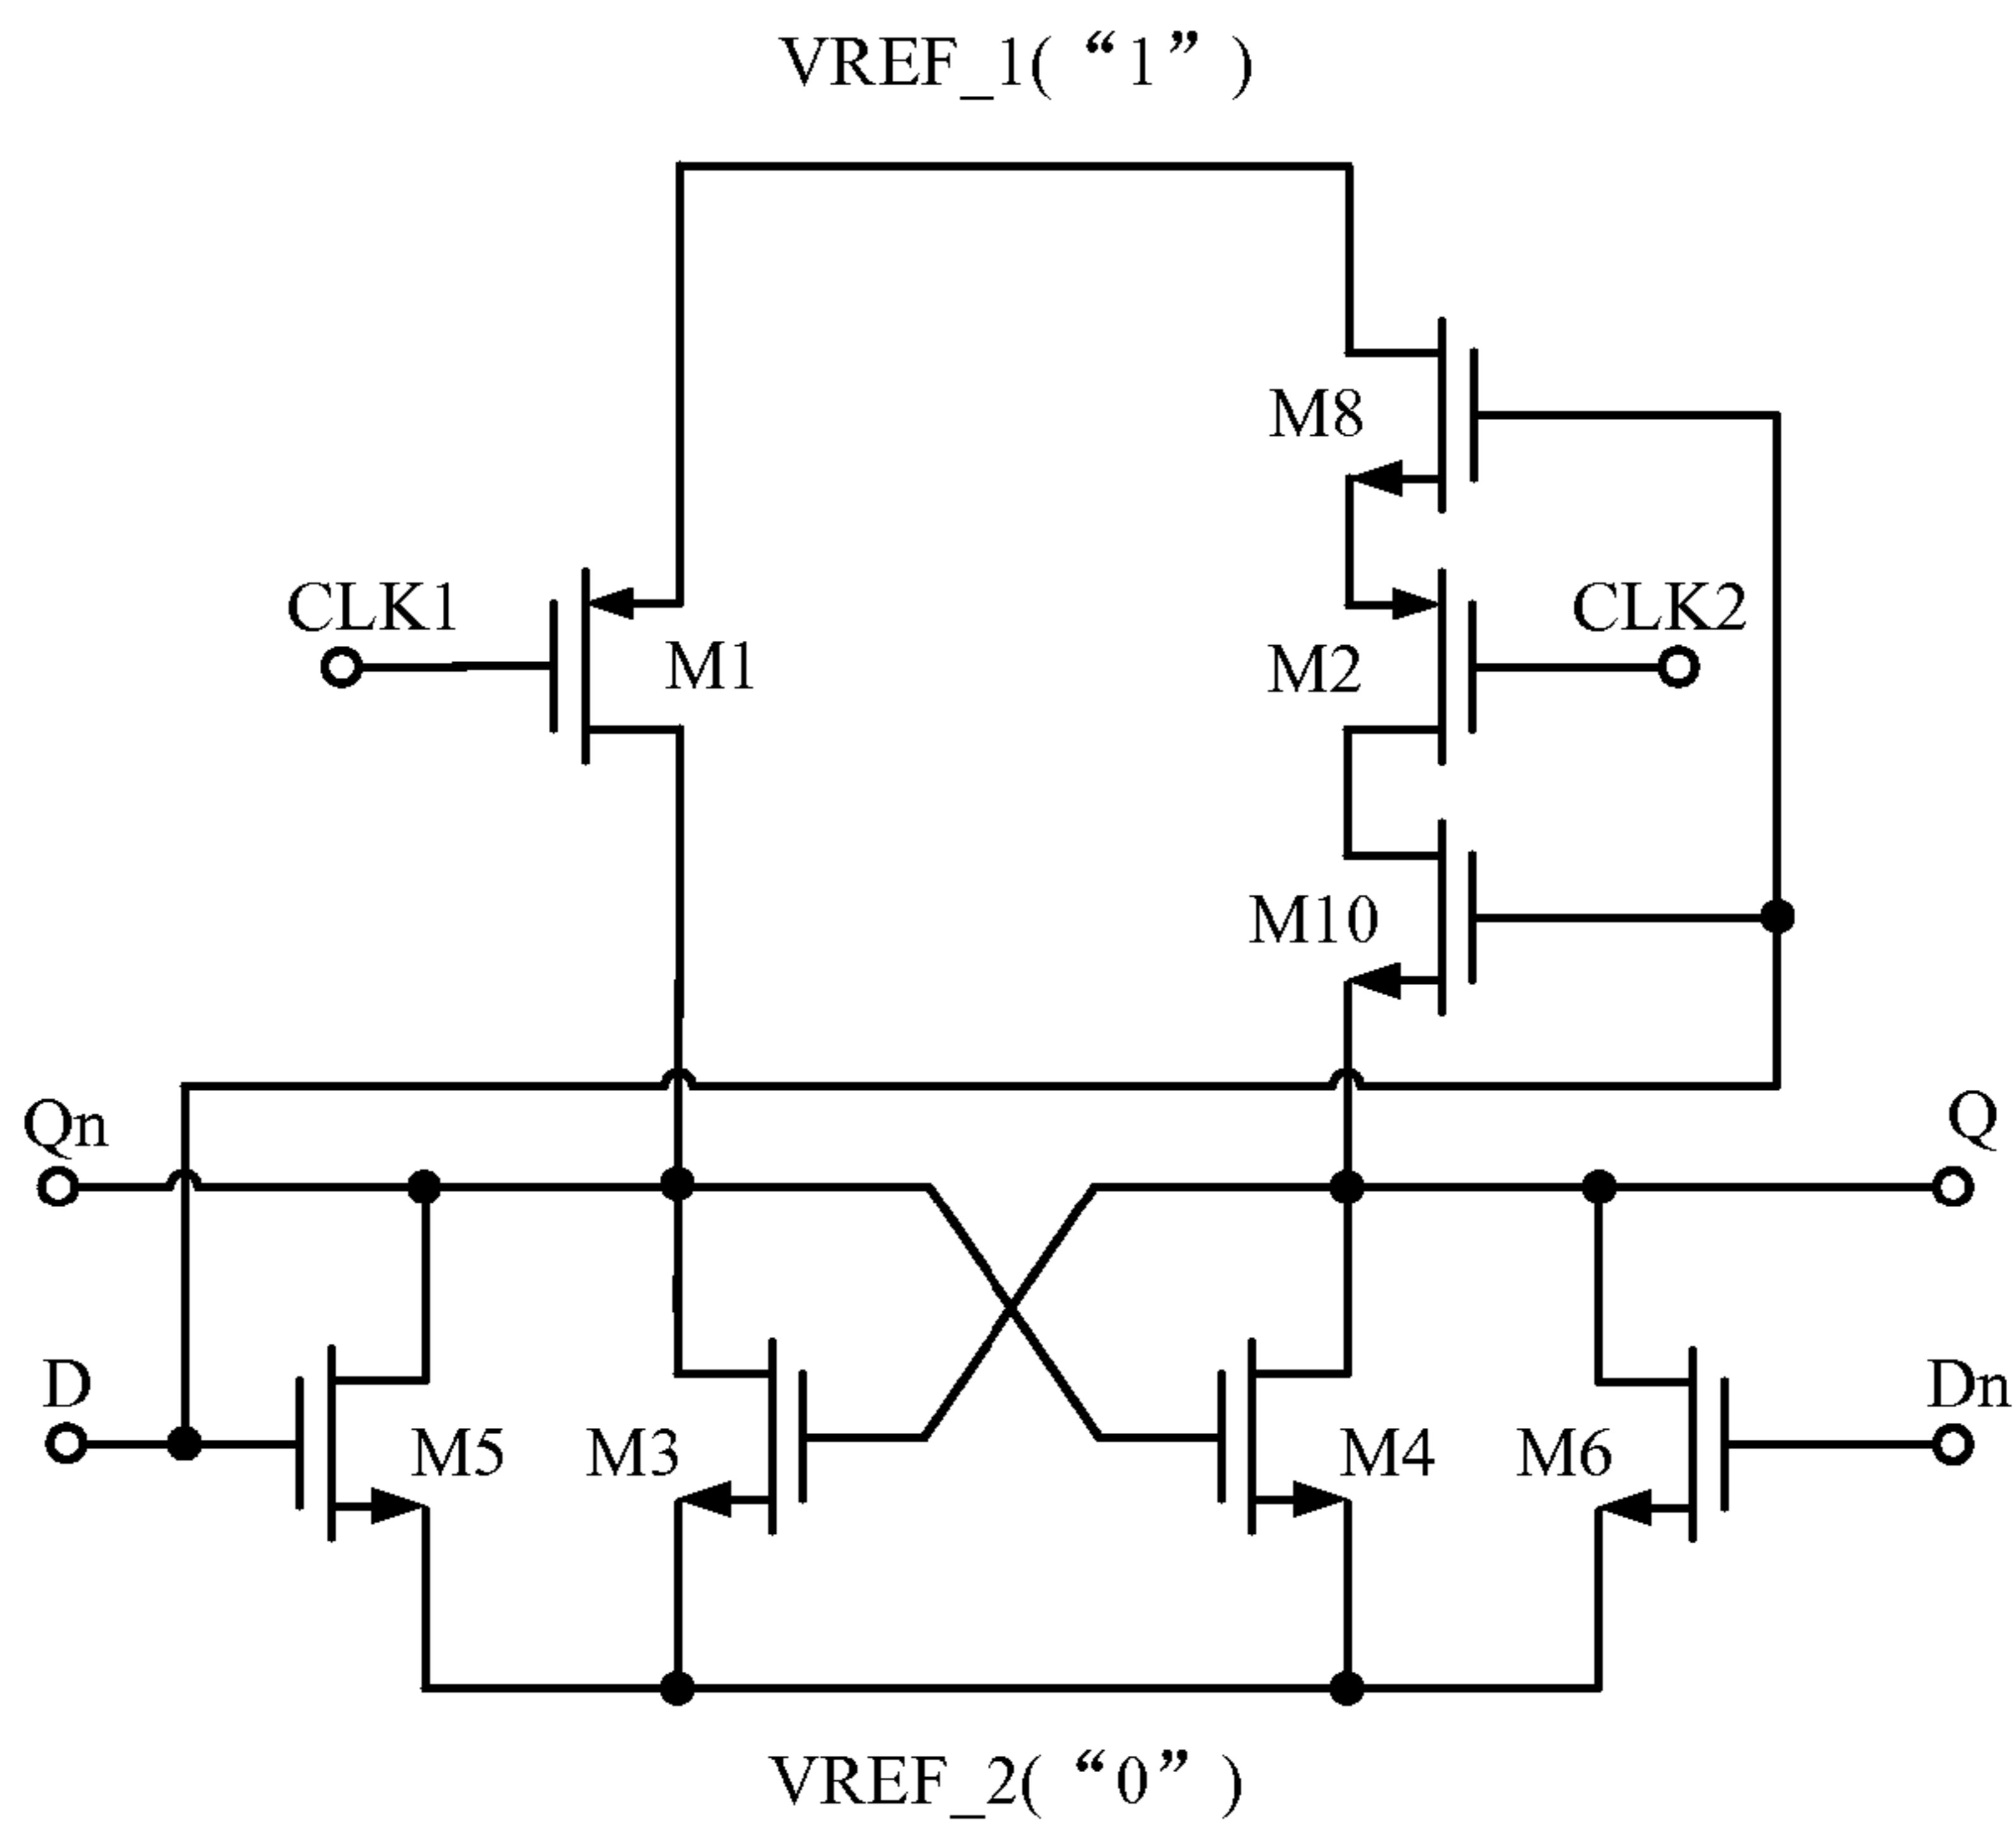 VREF_1(“1”)
M8
CLK1
M1
M2
CLK2
M10
Qn
Q
D
M5
M3
M4
M6
Dn
VREF_2(“0”)